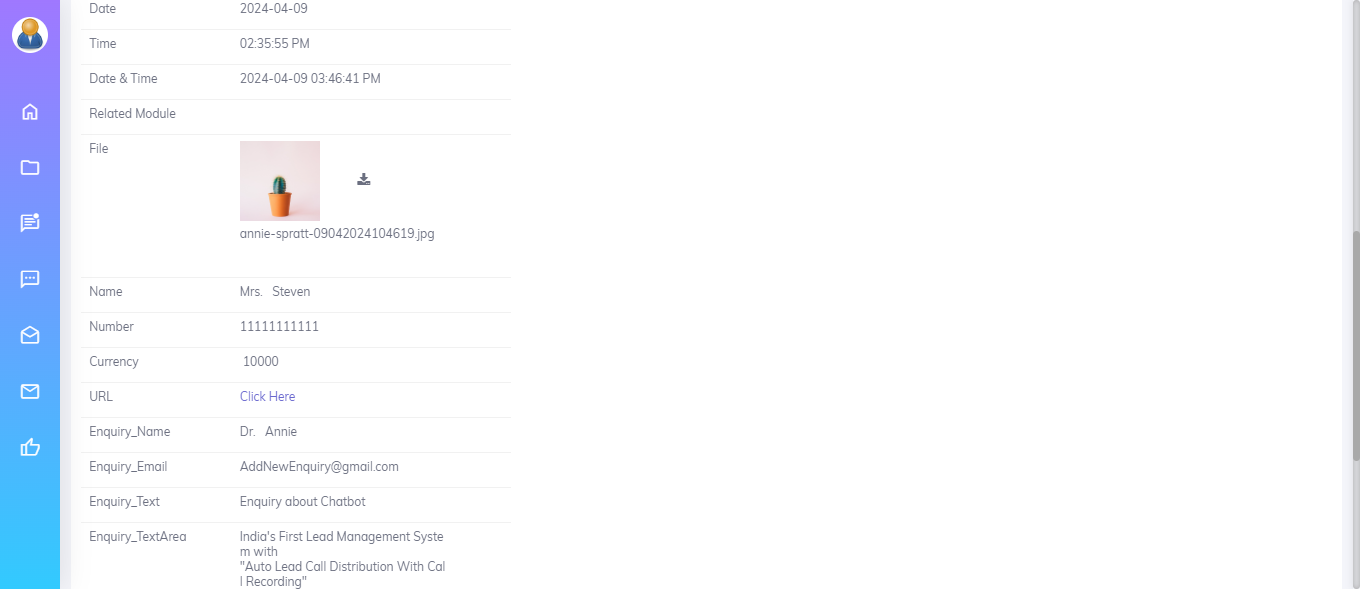 Date 2024-04-09
Time 02:35:55 PM
Date & Time 2024-04-09 03:46:41 PM
Related Module
File
annie-spratt-09042024104619.jpg
Name Mrs. Steven
Number 11111111111
Currency 10000
URL Click Here
Enquiry_Name Dr. Annie
Enquiry_Email AddNewEnquiry@gmail.com
Enquiry_Text Enquiry about Chatbot
Enquiry_TextArea India's First Lead Management Syste
m with
"Auto Lead Call Distribution With Cal
l Recording"